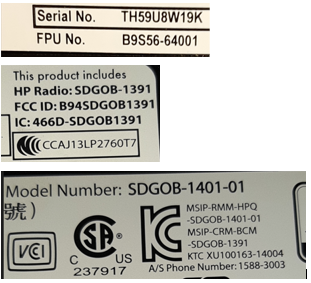 Serial No. TH59U8W19K
FPU No. B9S56-64001
This product includes
HP Radio: SDGOB-1391
FCC ID: B94SDGOB1391
IC: 466D-SDGOB1391
CCAJ13LP2760T7
Model Number: SDGOB-1401-01
號)
VCI
SA
C US
237917
MSIP-RMM-HPQ
-SDGOB-1401-01
MSIP-CRM-BCM
-SDGOB-1391
KTC XU100163-14004
A/S Phone Number: 1588-3003